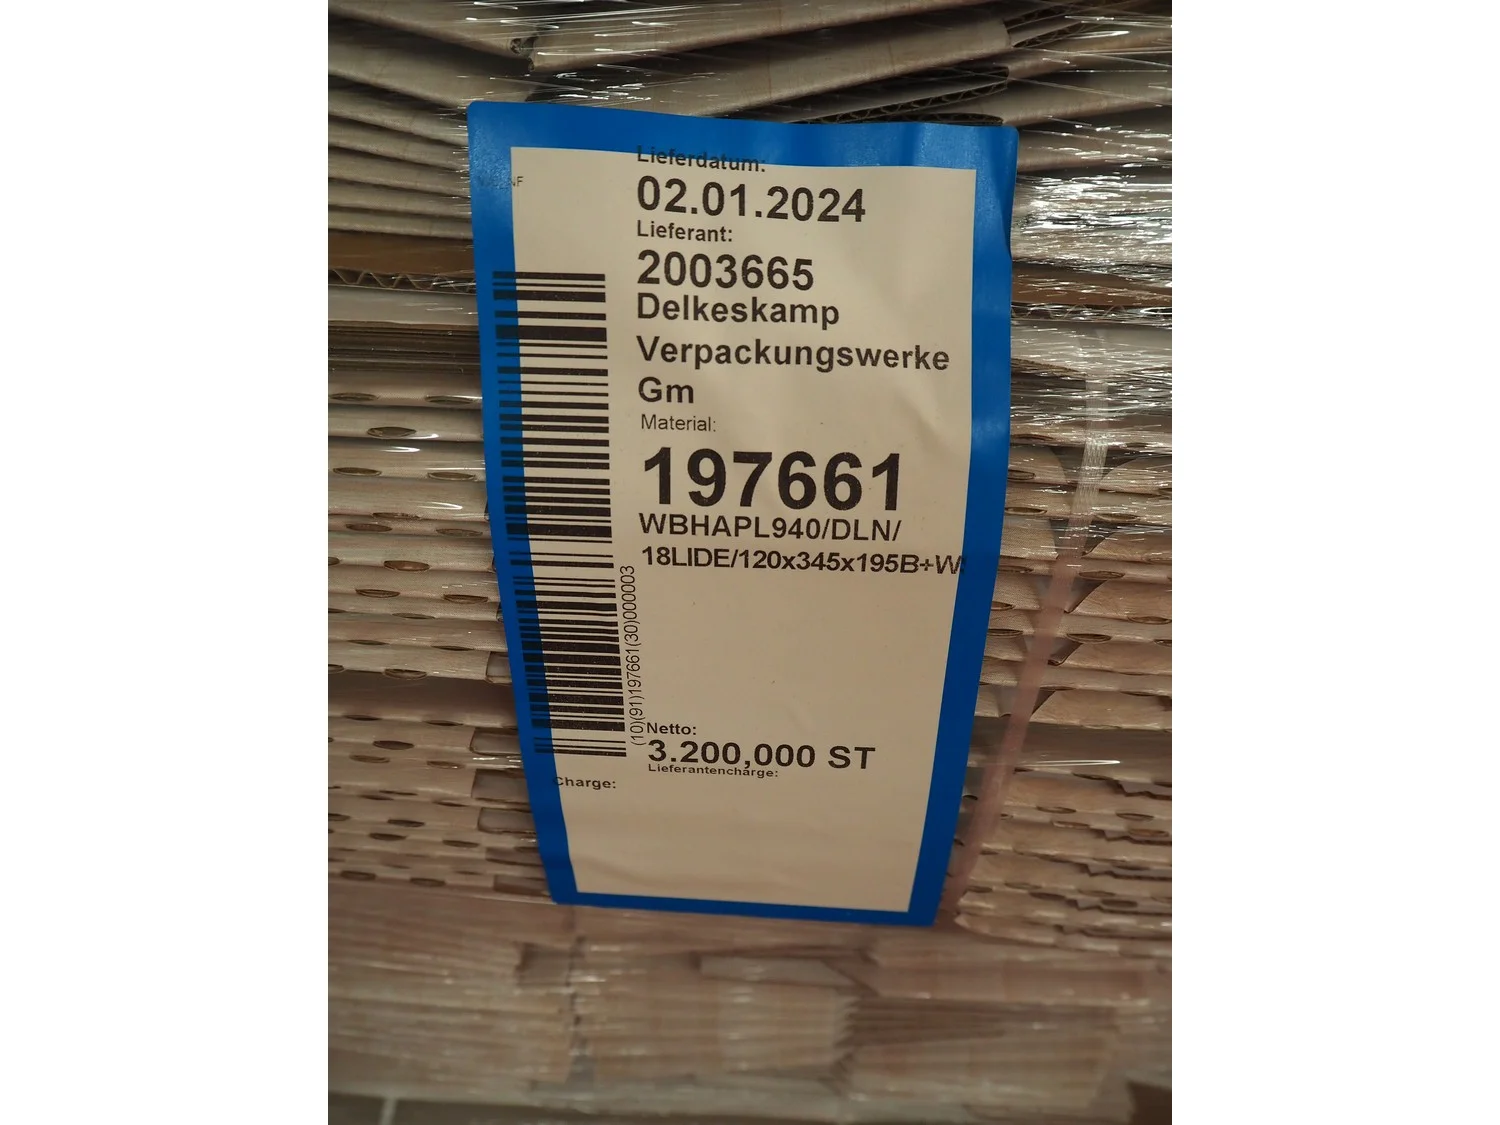 Lieferdatum:
02.01.2024
Lieferant:
2003665
Delkeskamp
Verpackungswerke
Gm
Material:
197661
WBHAPL940/DLN/
18LIDE/120x345x195B+W
(10)(91)197661(30)000003
Netto:
3.200,000 ST
Lieferantencharge:
Charge: